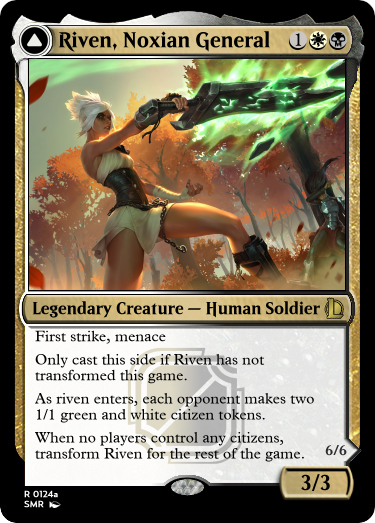 Riven, Noxian General 1
Legendary Creature — Human Soldier
First strike, menace
Only cast this side if Riven has not
transformed this game.
As riven enters, each opponent makes two
1/1 green and white citizen tokens.
When no players control any citizens,
transform Riven for the rest of the game.
6/6
3/3
R 0124a
SMR